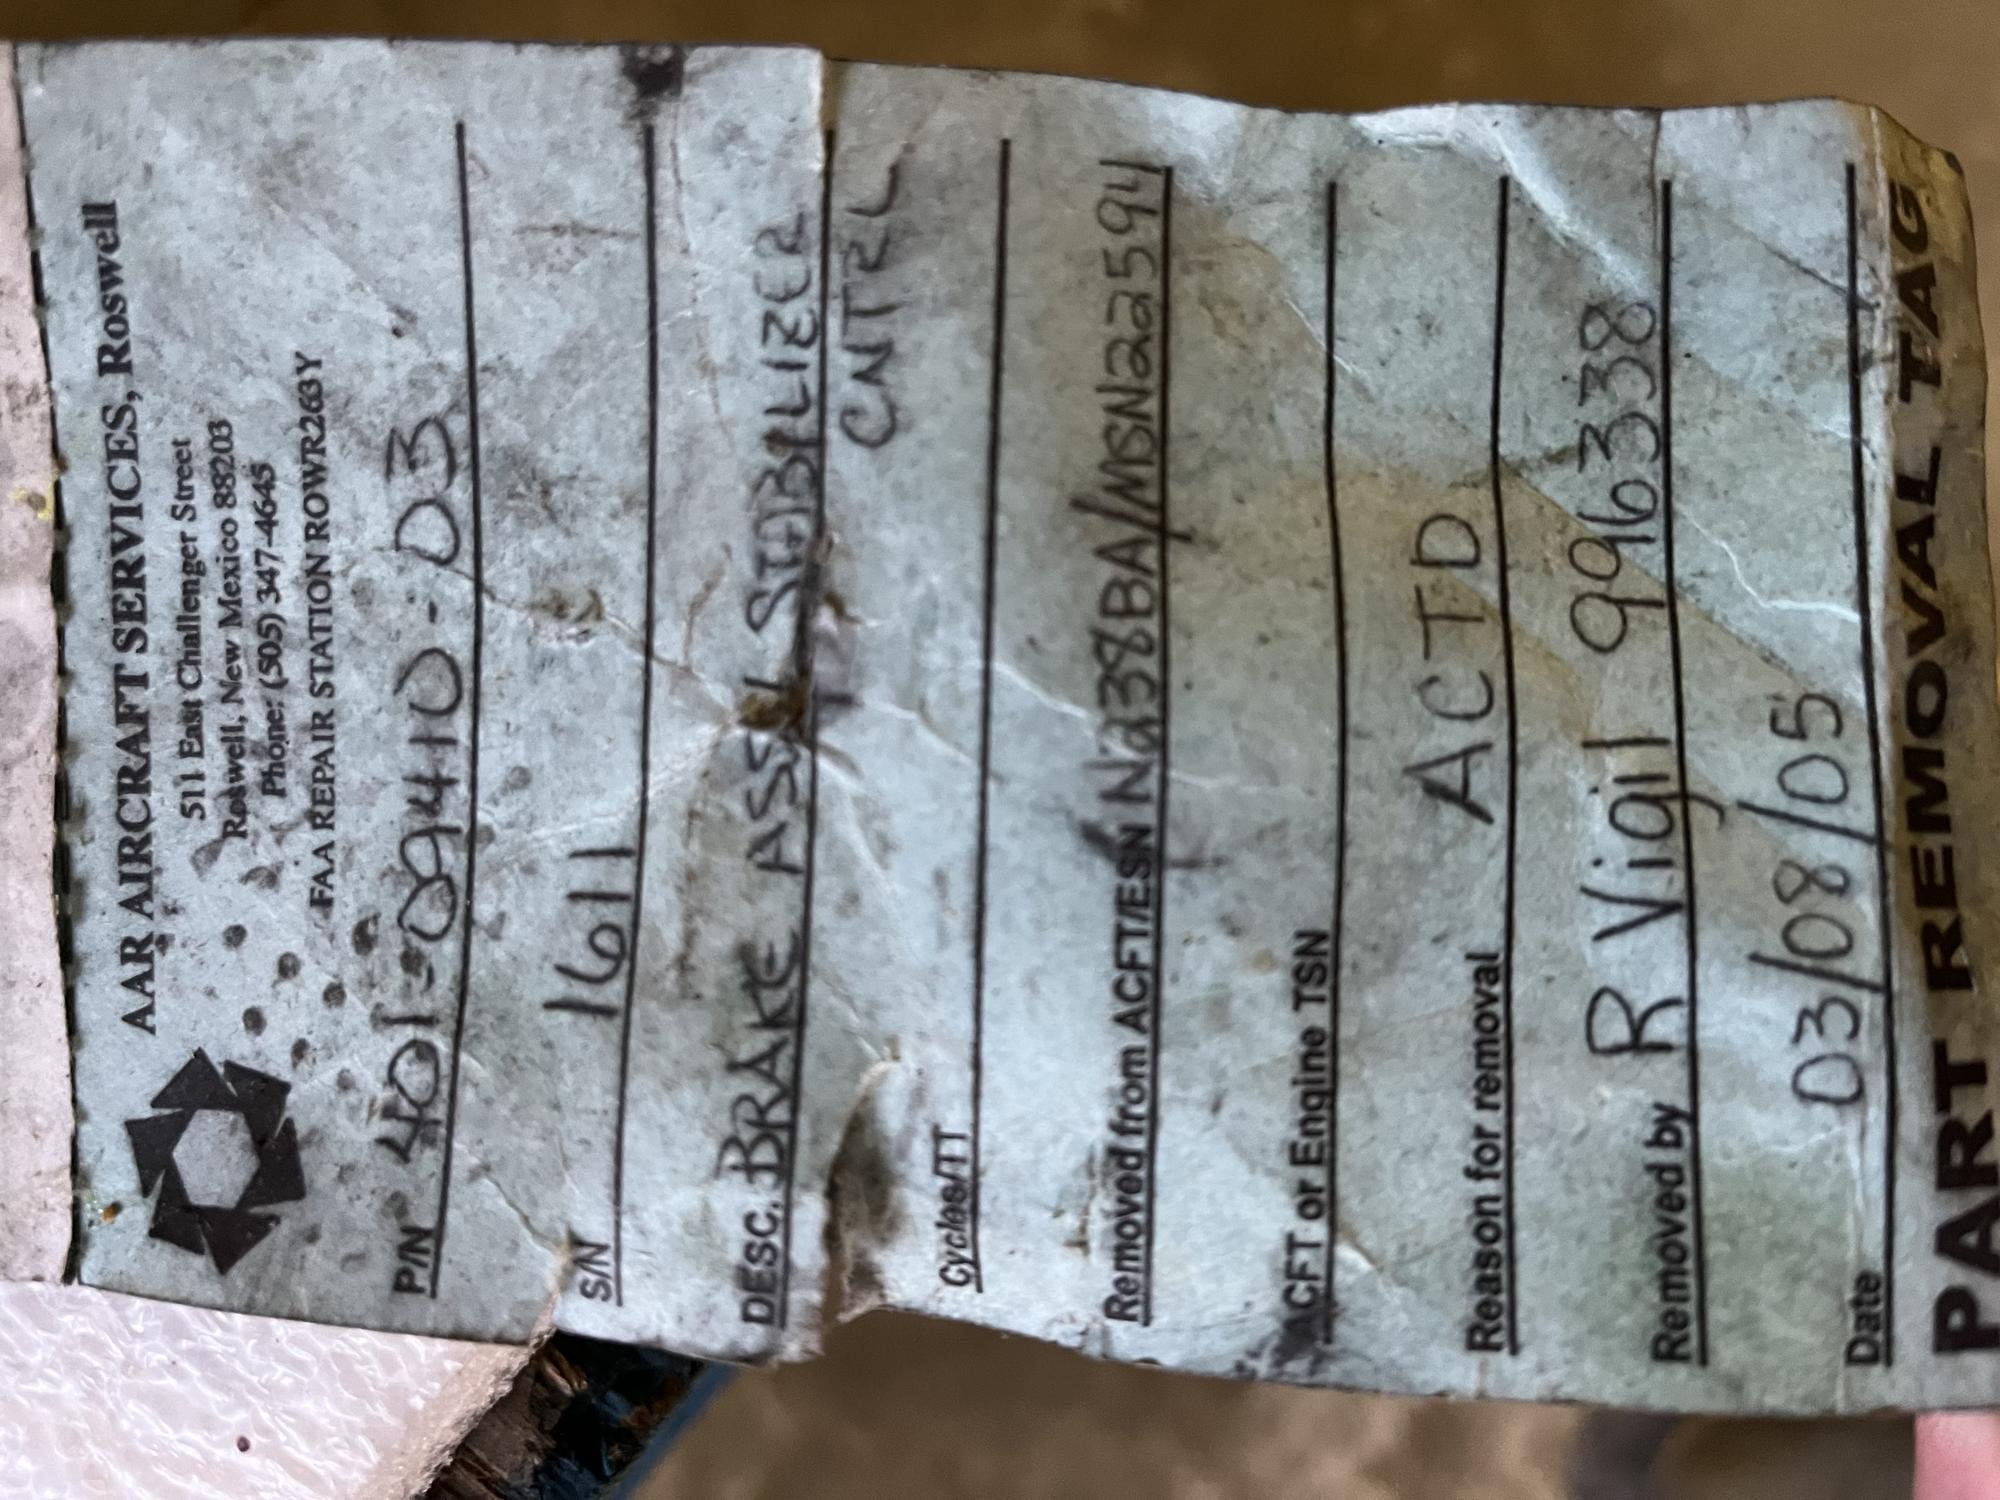 AAR AIRCRAFT SERVICES, Roswell
511 East Challenger Street
Roswell, New Mexico 88203
Phone: (505) 347-4645
FAA REPAIR STATION ROWR263Y
P/N 401-09410-03
S/N 1611
DESC. BRAKE ASSY STABILIZER
CNTRL
Cycles/TT
Removed from ACFT/ESN N238BA/MSN22594
ACFT or Engine TSN
Reason for removal ACTD
Removed by R Vigil 996338
Date 03/08/05
PART REMOVAL TAG